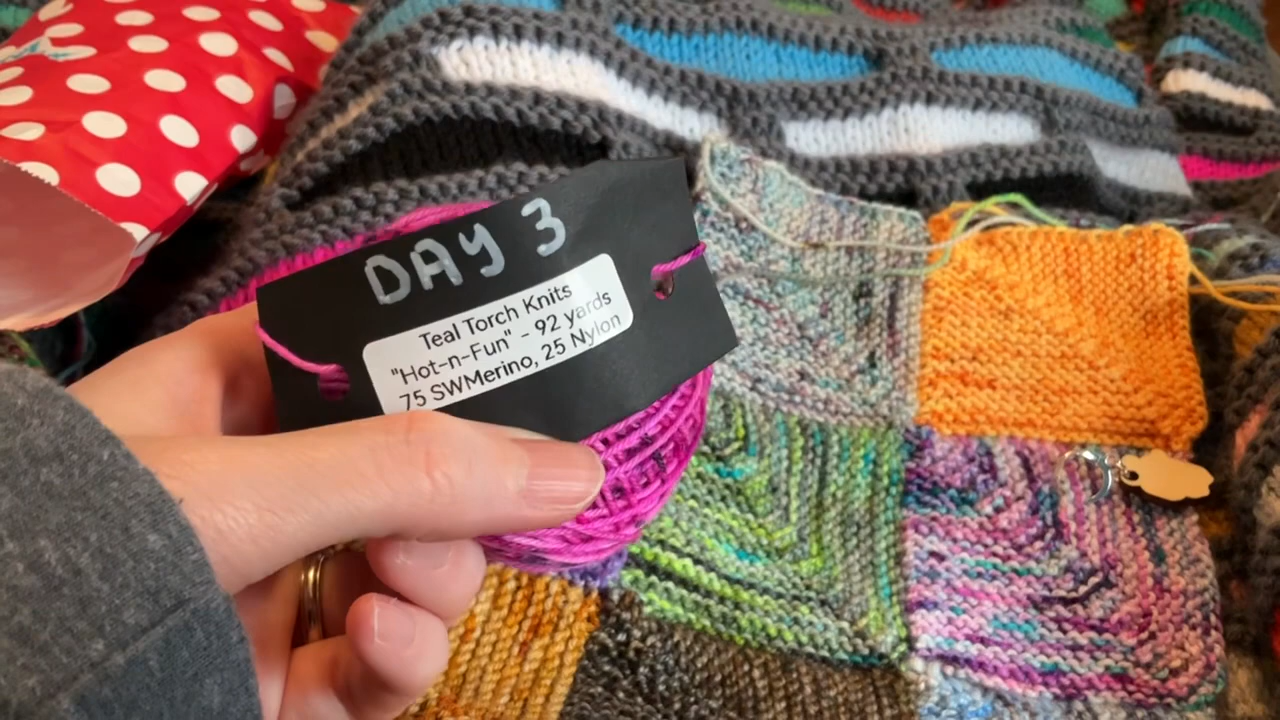 DAY 3
Teal Torch Knits
"Hot-n-Fun" - 92 yards
75 SWMerino, 25 Nylon